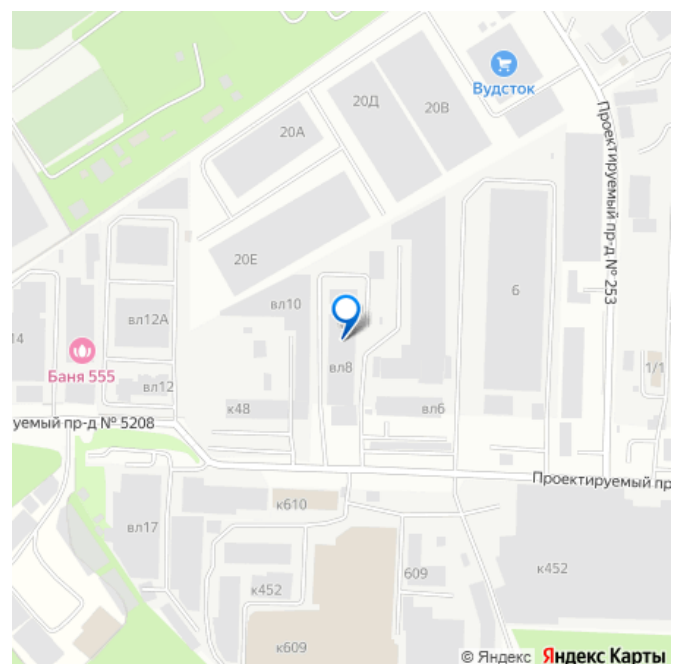 20Д
20В
Вудсток
20А
Проектируемый пр-д № 253
20Е
6
вл10
вл12А
14
Баня 555
вл8
1/1
вл12
к48
вл6
уемый пр-д № 5208
Проектируемый пр
к610
вл17
к452
609
к452
к609
© Яндекс Яндекс Карты